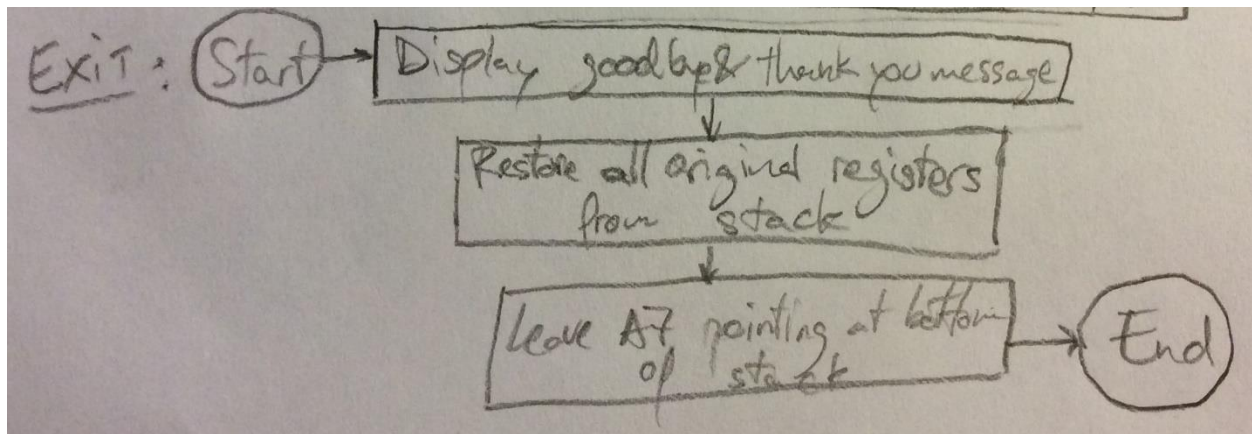 Exit: Start Display goodbye & thank you message
Restore all original registers
from stack
Leave A7 pointing at bottom
of stack
End